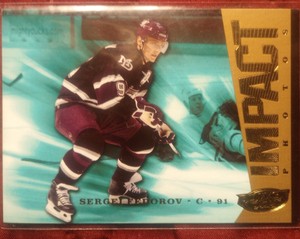 IMPACT
PHOTOS
SERGEI FEDOROV • C • 91